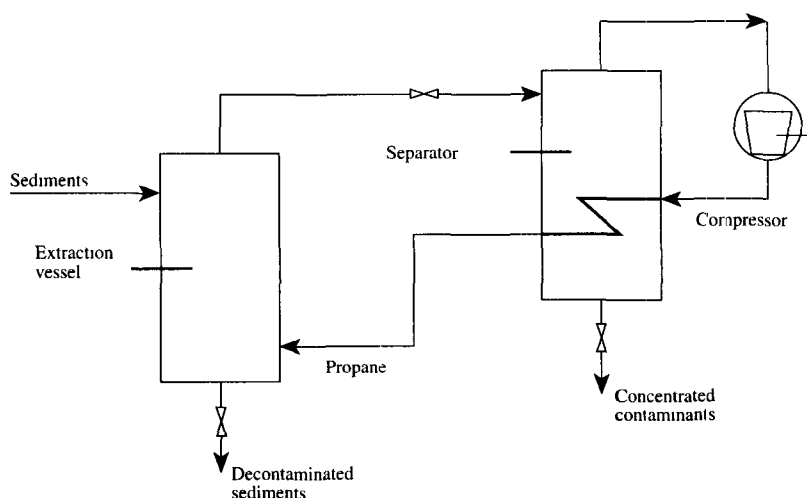 Separator
Sediments
Compressor
Extraction
vessel
Propane
Concentrated
contaminants
Decontaminated
sediments